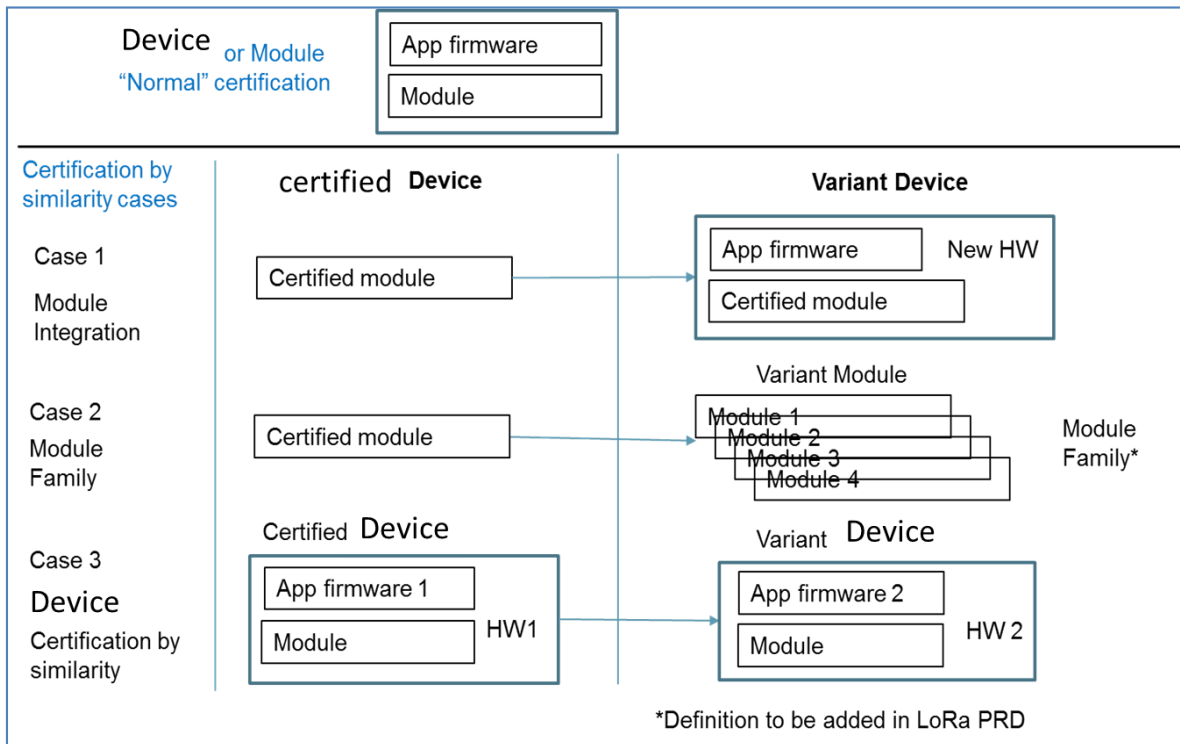 Device or Module
“Normal” certification
App firmware
Module
Certification by
similarity cases
certified Device
Variant Device
Case 1
Module
Integration
Certified module
App firmware
New HW
Certified module
Case 2
Module
Family
Certified module
Variant Module
Module 1
Module 2
Module 3
Module 4
Module
Family*
Case 3
Device
Certification by
similarity
Certified Device
App firmware 1
Module
HW1
Variant Device
App firmware 2
Module
HW 2
*Definition to be added in LoRa PRD